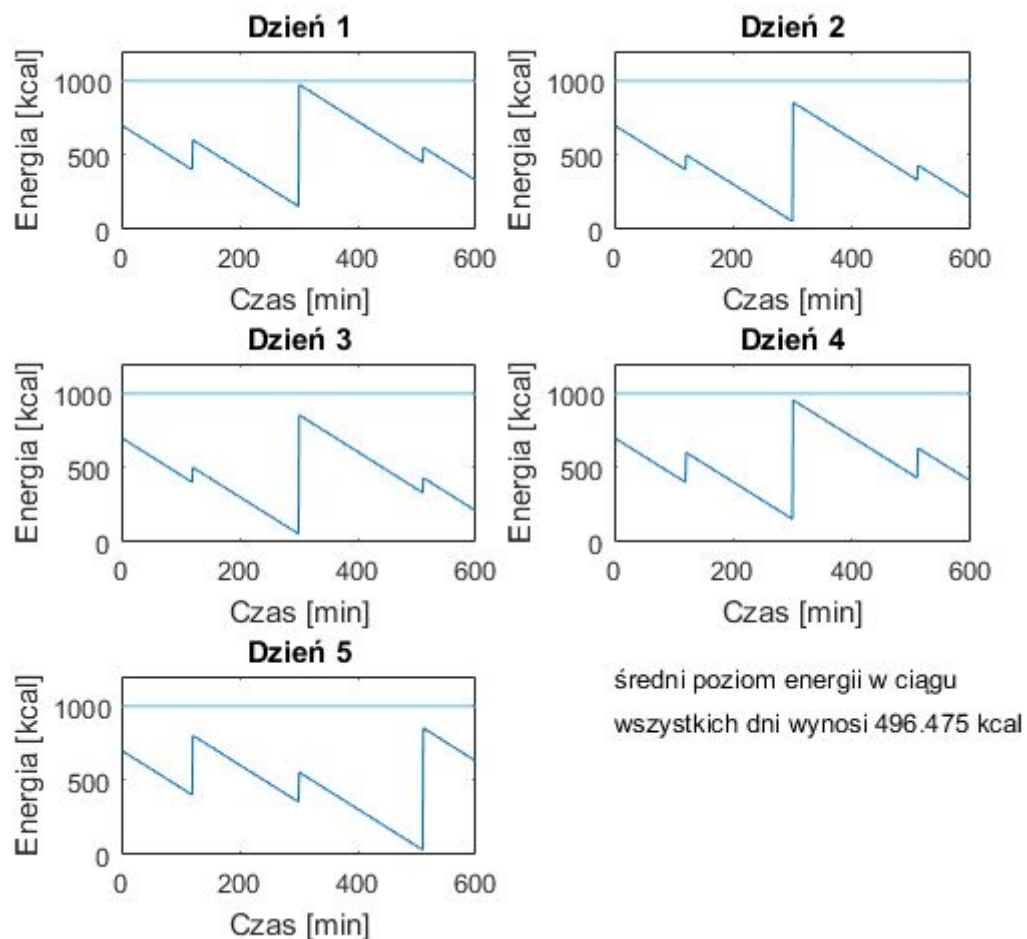 Dzień 1
Energia [kcal]
1000
500
0
0 200 400 600
Czas [min]
Dzień 2
Energia [kcal]
1000
500
0
0 200 400 600
Czas [min]
Dzień 3
Energia [kcal]
1000
500
0
0 200 400 600
Czas [min]
Dzień 4
Energia [kcal]
1000
500
0
0 200 400 600
Czas [min]
Dzień 5
Energia [kcal]
1000
500
0
0 200 400 600
Czas [min]
średni poziom energii w ciągu
wszystkich dni wynosi 496.475 kcal